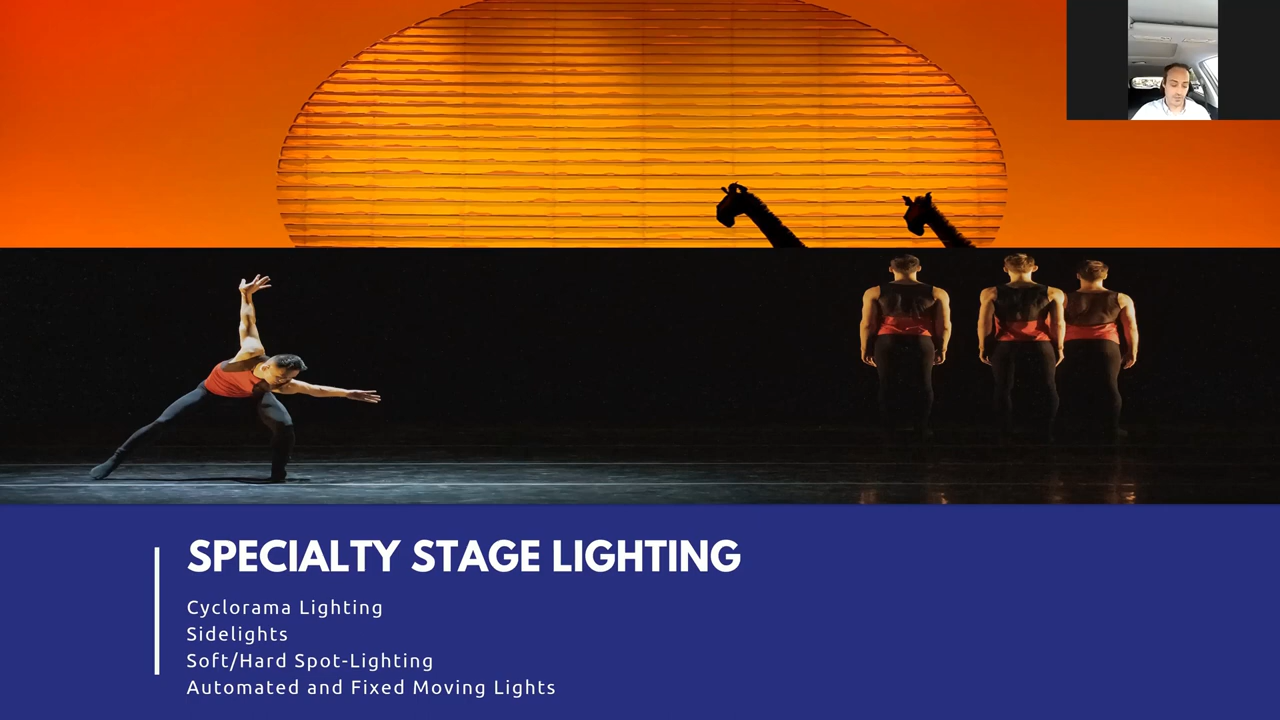 SPECIALTY STAGE LIGHTING
Cyclorama Lighting
Sidelights
Soft/Hard Spot-Lighting
Automated and Fixed Moving Lights